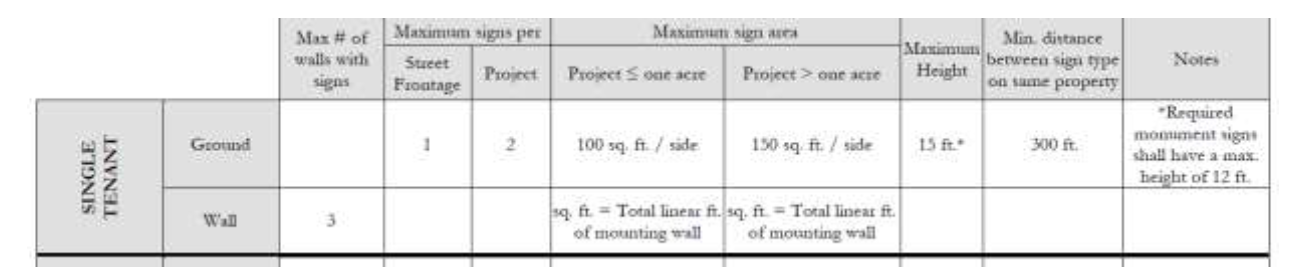 Max # of walls with signs
Maximum signs per
Maximum sign area
Maximum Height
Min. distance between sign type on same property
Notes
Street Frontage
Project
Project ≤ one acre
Project > one acre
SINGLE TENANT
Ground
1
2
100 sq. ft. / side
150 sq. ft. / side
15 ft.*
300 ft.
*Required monument signs shall have a max. height of 12 ft.
Wall
3
sq. ft. = Total linear ft. of mounting wall
sq. ft. = Total linear ft. of mounting wall